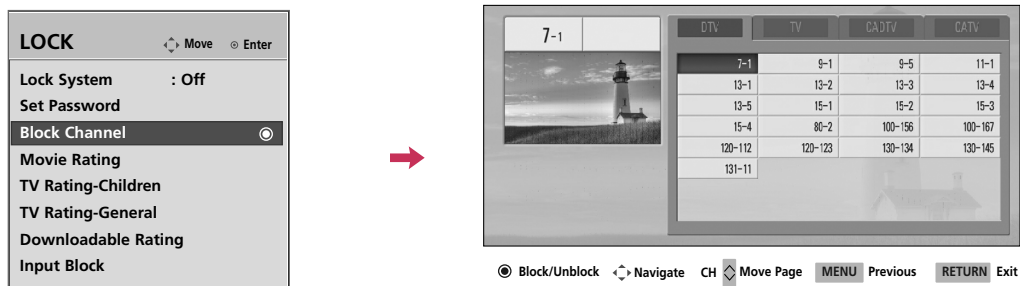 LOCK Move Enter
Lock System : Off
Set Password
Block Channel
Movie Rating
TV Rating-Children
TV Rating-General
Downloadable Rating
Input Block
7-1
DTV TV CADTV CATV
7-1 9-1 9-5 11-1
13-1 13-2 13-3 13-4
13-5 15-1 15-2 15-3
15-4 80-2 100-156 100-167
120-112 120-123 130-134 130-145
131-11
Block/Unblock Navigate CH Move Page MENU Previous RETURN Exit